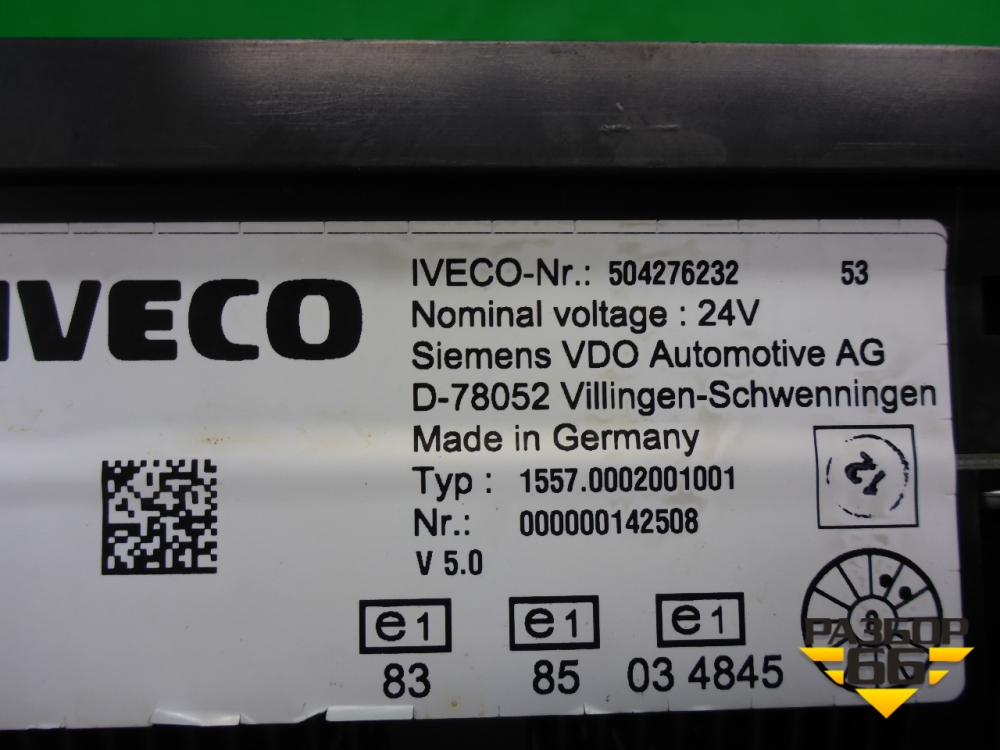 IVECO
IVECO-Nr.: 504276232 53
Nominal voltage : 24V
Siemens VDO Automotive AG
D-78052 Villingen-Schwenningen
Made in Germany
Typ : 1557.0002001001
Nr.: 000000142508
V 5.0
12
e1 e1 e1
83 85 03 4845
РАЗБОР
66